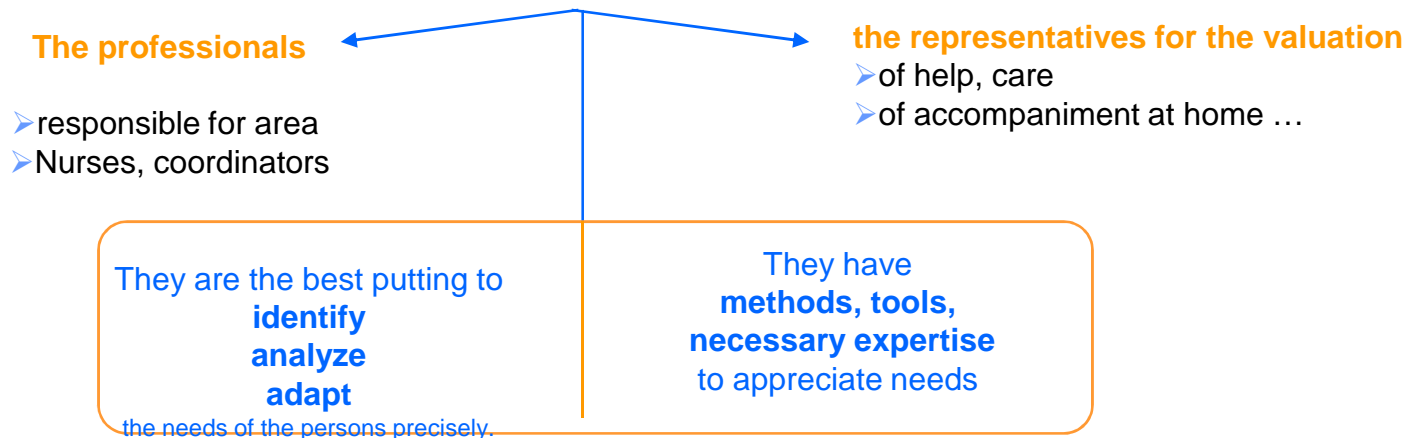 The professionals
➢responsible for area
➢Nurses, coordinators
the representatives for the valuation
➢of help, care
➢of accompaniment at home …
They are the best putting to
identify
analyze
adapt
the needs of the persons precisely.
They have
methods, tools,
necessary expertise
to appreciate needs